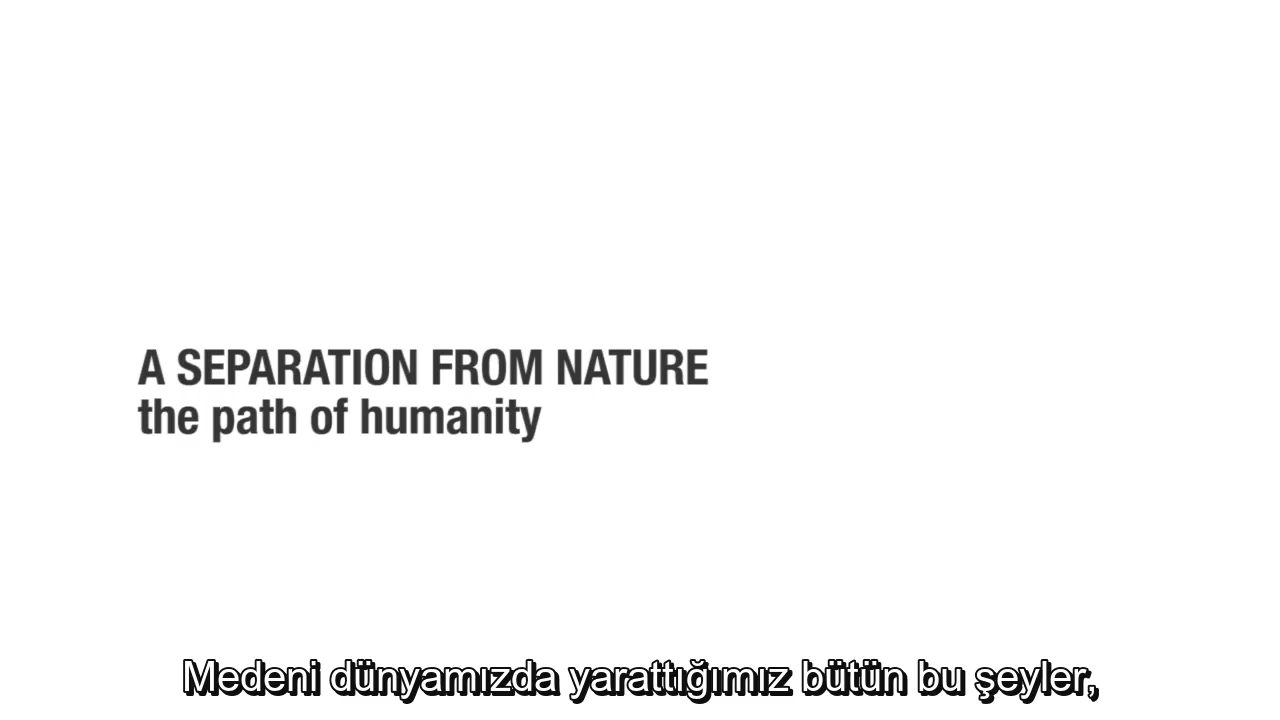 A SEPARATION FROM NATURE
the path of humanity
Medeni dünyamızda yarattığımız bütün bu şeyler,